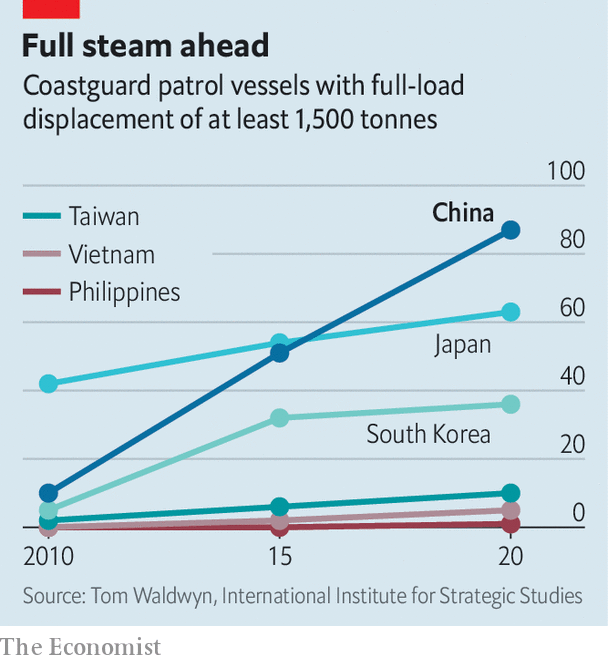 Full steam ahead
Coastguard patrol vessels with full-load
displacement of at least 1,500 tonnes
100
Taiwan
China
Vietnam
80
Philippines
60
Japan
40
South Korea
20
0
2010
15
20
Source: Tom Waldwyn, International Institute for Strategic Studies
The Economist